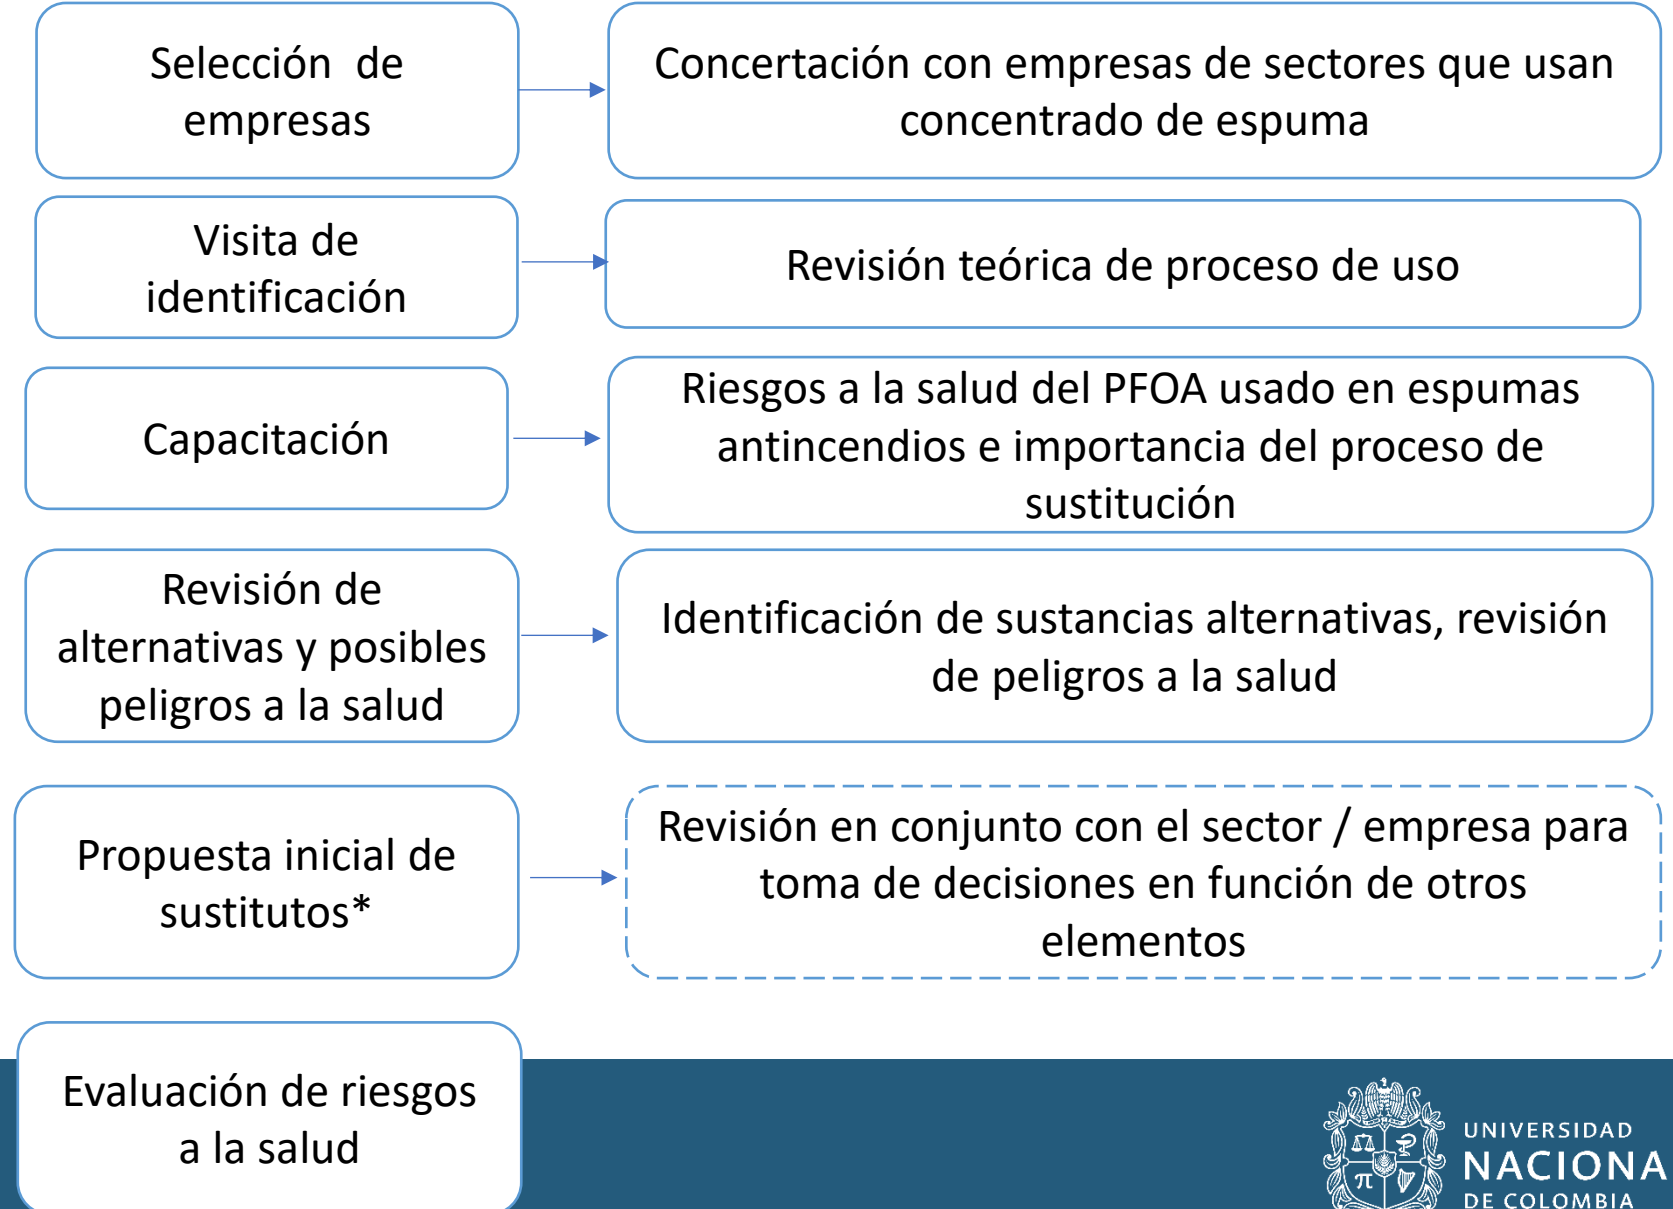 Selección de
empresas
Concertación con empresas de sectores que usan
concentrado de espuma
Visita de
identificación
Revisión teórica de proceso de uso
Capacitación
Riesgos a la salud del PFOA usado en espumas
antincendios e importancia del proceso de
sustitución
Revisión de
alternativas y posibles
peligros a la salud
Identificación de sustancias alternativas, revisión
de peligros a la salud
Propuesta inicial de
sustitutos*
Revisión en conjunto con el sector / empresa para
toma de decisiones en función de otros
elementos
Evaluación de riesgos
a la salud
UNIVERSIDAD
NACIONA
DE COLOMBIA